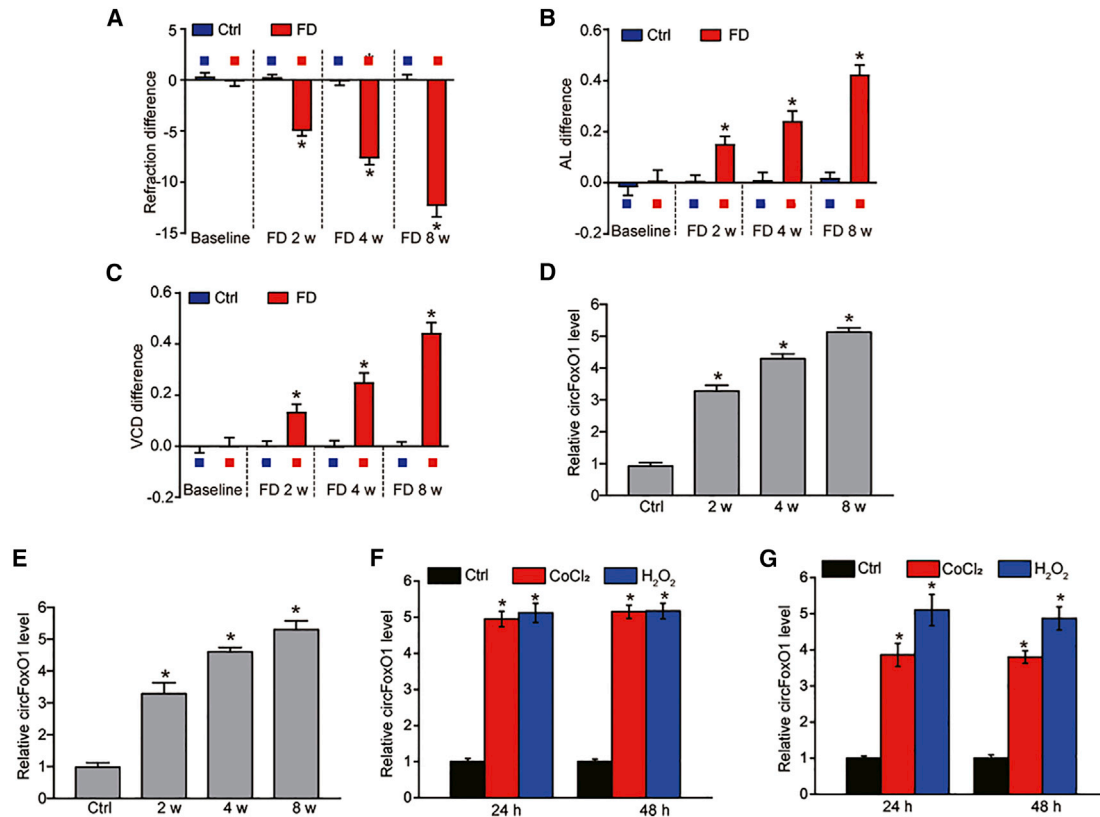 A
Ctrl FD
Refraction difference
5
0
-5
-10
-15
*
*
*
*
Baseline FD 2 w FD 4 w FD 8 w
B
Ctrl FD
AL difference
0.6
0.4
0.2
0.0
-0.2
*
*
*
Baseline FD 2 w FD 4 w FD 8 w
C
Ctrl FD
VCD difference
0.6
0.4
0.2
0.0
-0.2
*
*
*
Baseline FD 2 w FD 4 w FD 8 w
D
Relative circFoxO1 level
6
5
4
3
2
1
0
*
*
*
Ctrl 2 w 4 w 8 w
E
Relative circFoxO1 level
6
5
4
3
2
1
0
*
*
*
Ctrl 2 w 4 w 8 w
F
Ctrl CoCl₂ H₂O₂
Relative circFoxO1 level
6
5
4
3
2
1
0
* * * *
24 h 48 h
G
Ctrl CoCl₂ H₂O₂
Relative circFoxO1 level
6
5
4
3
2
1
0
* * * *
24 h 48 h